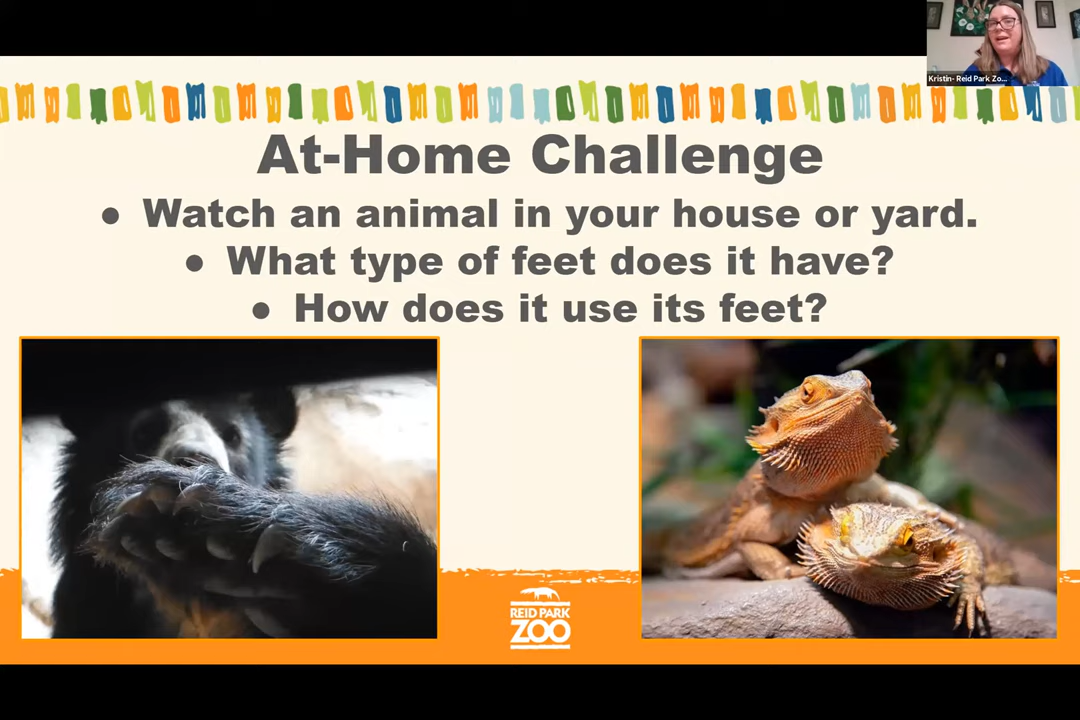 Kristin- Reid Park Zo...
At-Home Challenge
● Watch an animal in your house or yard.
● What type of feet does it have?
● How does it use its feet?
REID PARK
ZOO